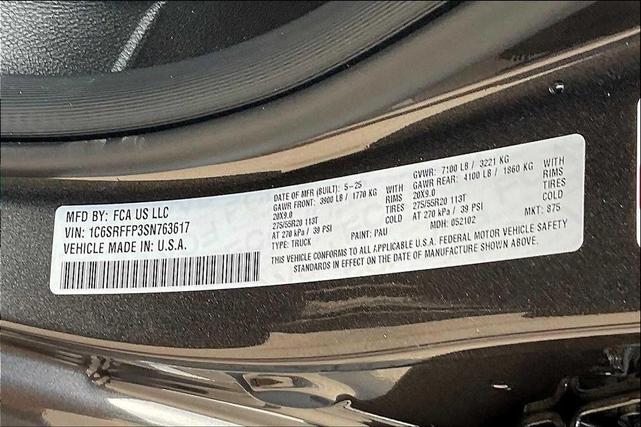 MFD BY: FCA US LLC
VIN: 1C6SRFFP3SN763617
VEHICLE MADE IN: U.S.A.
DATE OF MFR (BUILT): 5-25
GAWR FRONT: 3900 LB / 1770 KG WITH
20X9.0 RIMS
275/55R20 113T TIRES
AT 270 kPa / 39 PSI COLD
TYPE: TRUCK PAU
GVWR: 7100 LB / 3221 KG
GAWR REAR: 4100 LB / 1860 KG WITH
20X9.0 RIMS
275/55R20 113T TIRES
AT 270 kPa / 39 PSI COLD
PAINT: PAU MDH: 052102 MKT: 875
THIS VEHICLE CONFORMS TO ALL APPLICABLE U.S.A. FEDERAL MOTOR VEHICLE SAFETY
STANDARDS IN EFFECT ON THE DATE OF MANUFACTURE SHOWN ABOVE.